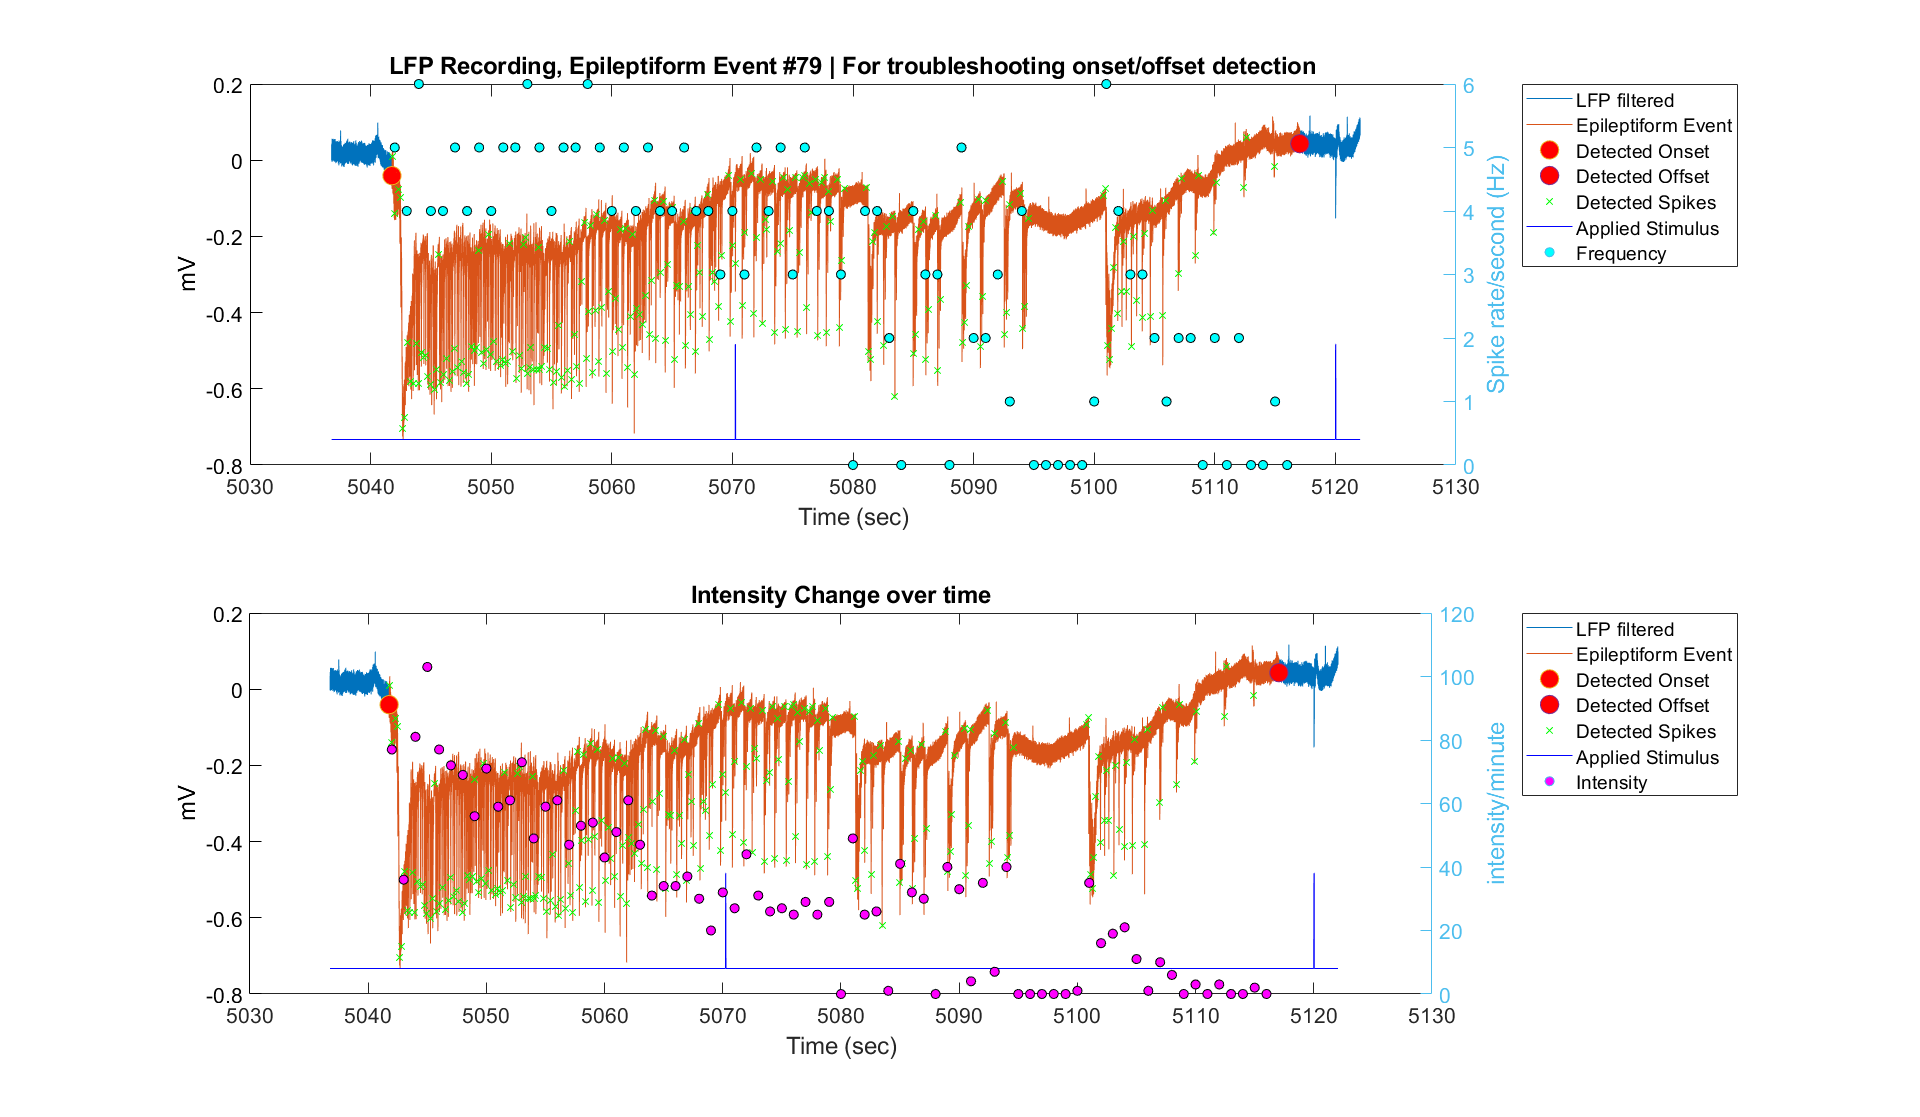 LFP Recording, Epileptiform Event #79 | For troubleshooting onset/offset detection
0.2
0
-0.2
-0.4
-0.6
-0.8
mV
6
5
4
3
2
1
0
Spike rate/second (Hz)
5030 5040 5050 5060 5070 5080 5090 5100 5110 5120 5130
Time (sec)
LFP filtered
Epileptiform Event
Detected Onset
Detected Offset
Detected Spikes
Applied Stimulus
Frequency
Intensity Change over time
0.2
0
-0.2
-0.4
-0.6
-0.8
mV
120
100
80
60
40
20
0
intensity/minute
5030 5040 5050 5060 5070 5080 5090 5100 5110 5120 5130
Time (sec)
LFP filtered
Epileptiform Event
Detected Onset
Detected Offset
Detected Spikes
Applied Stimulus
Intensity